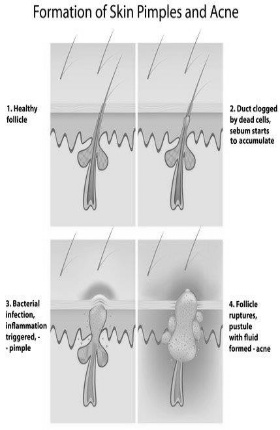 Formation of Skin Pimples and Acne
1. Healthy
follicle
2. Duct clogged
by dead cells,
sebum starts
to accumulate
3. Bacterial
infection,
inflammation
triggered, -
- pimple
4. Follicle
ruptures,
pustule
with fluid
formed - acne